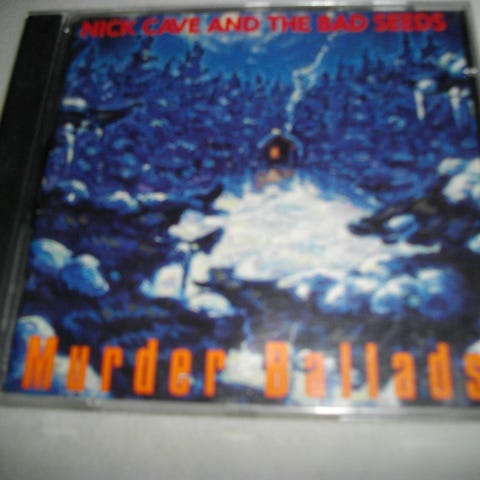 NICK CAVE AND THE BAD SEEDS
Murder Ballads